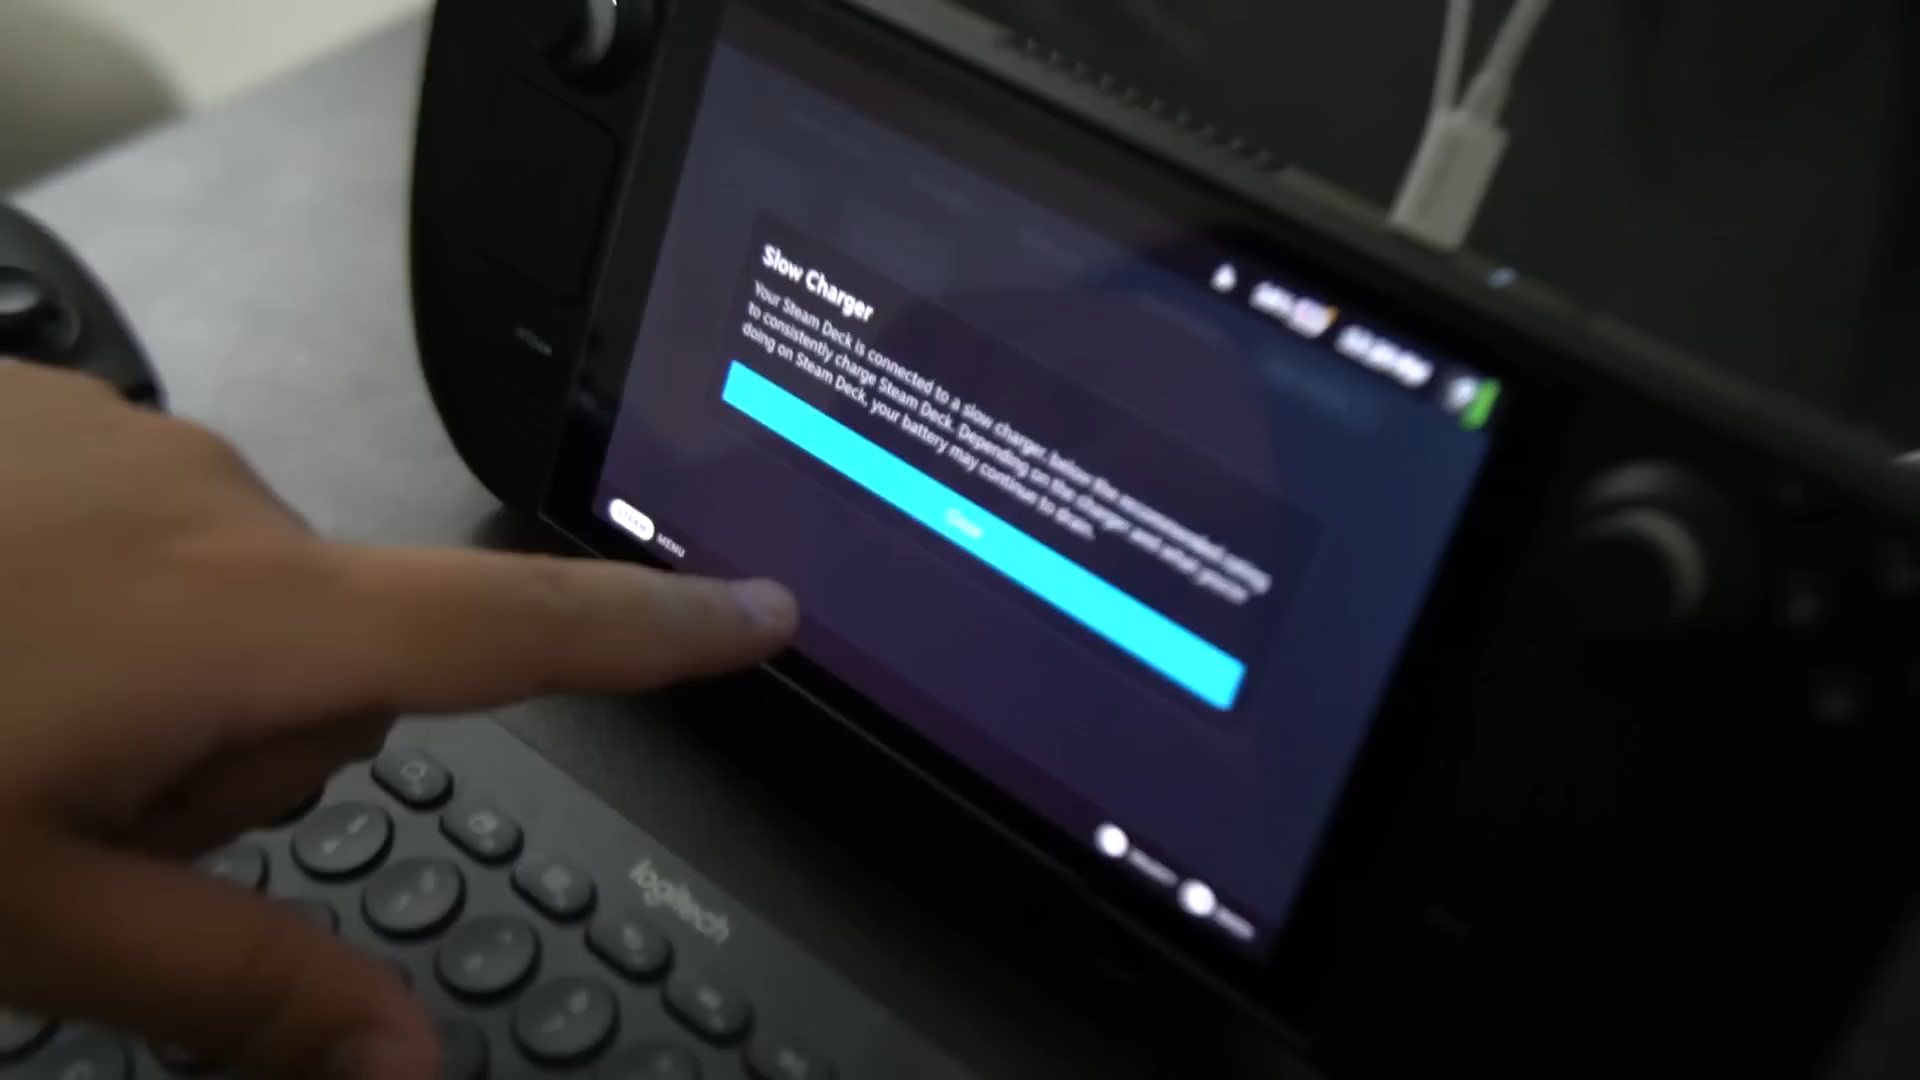 Slow Charger
Your Steam Deck is connected to a slow charger, below the recommended rating
to consistently charge Steam Deck. Depending on the charger and what you're
doing on Steam Deck, your battery may continue to drain.
Close
STEAM MENU
STEAM
logitech